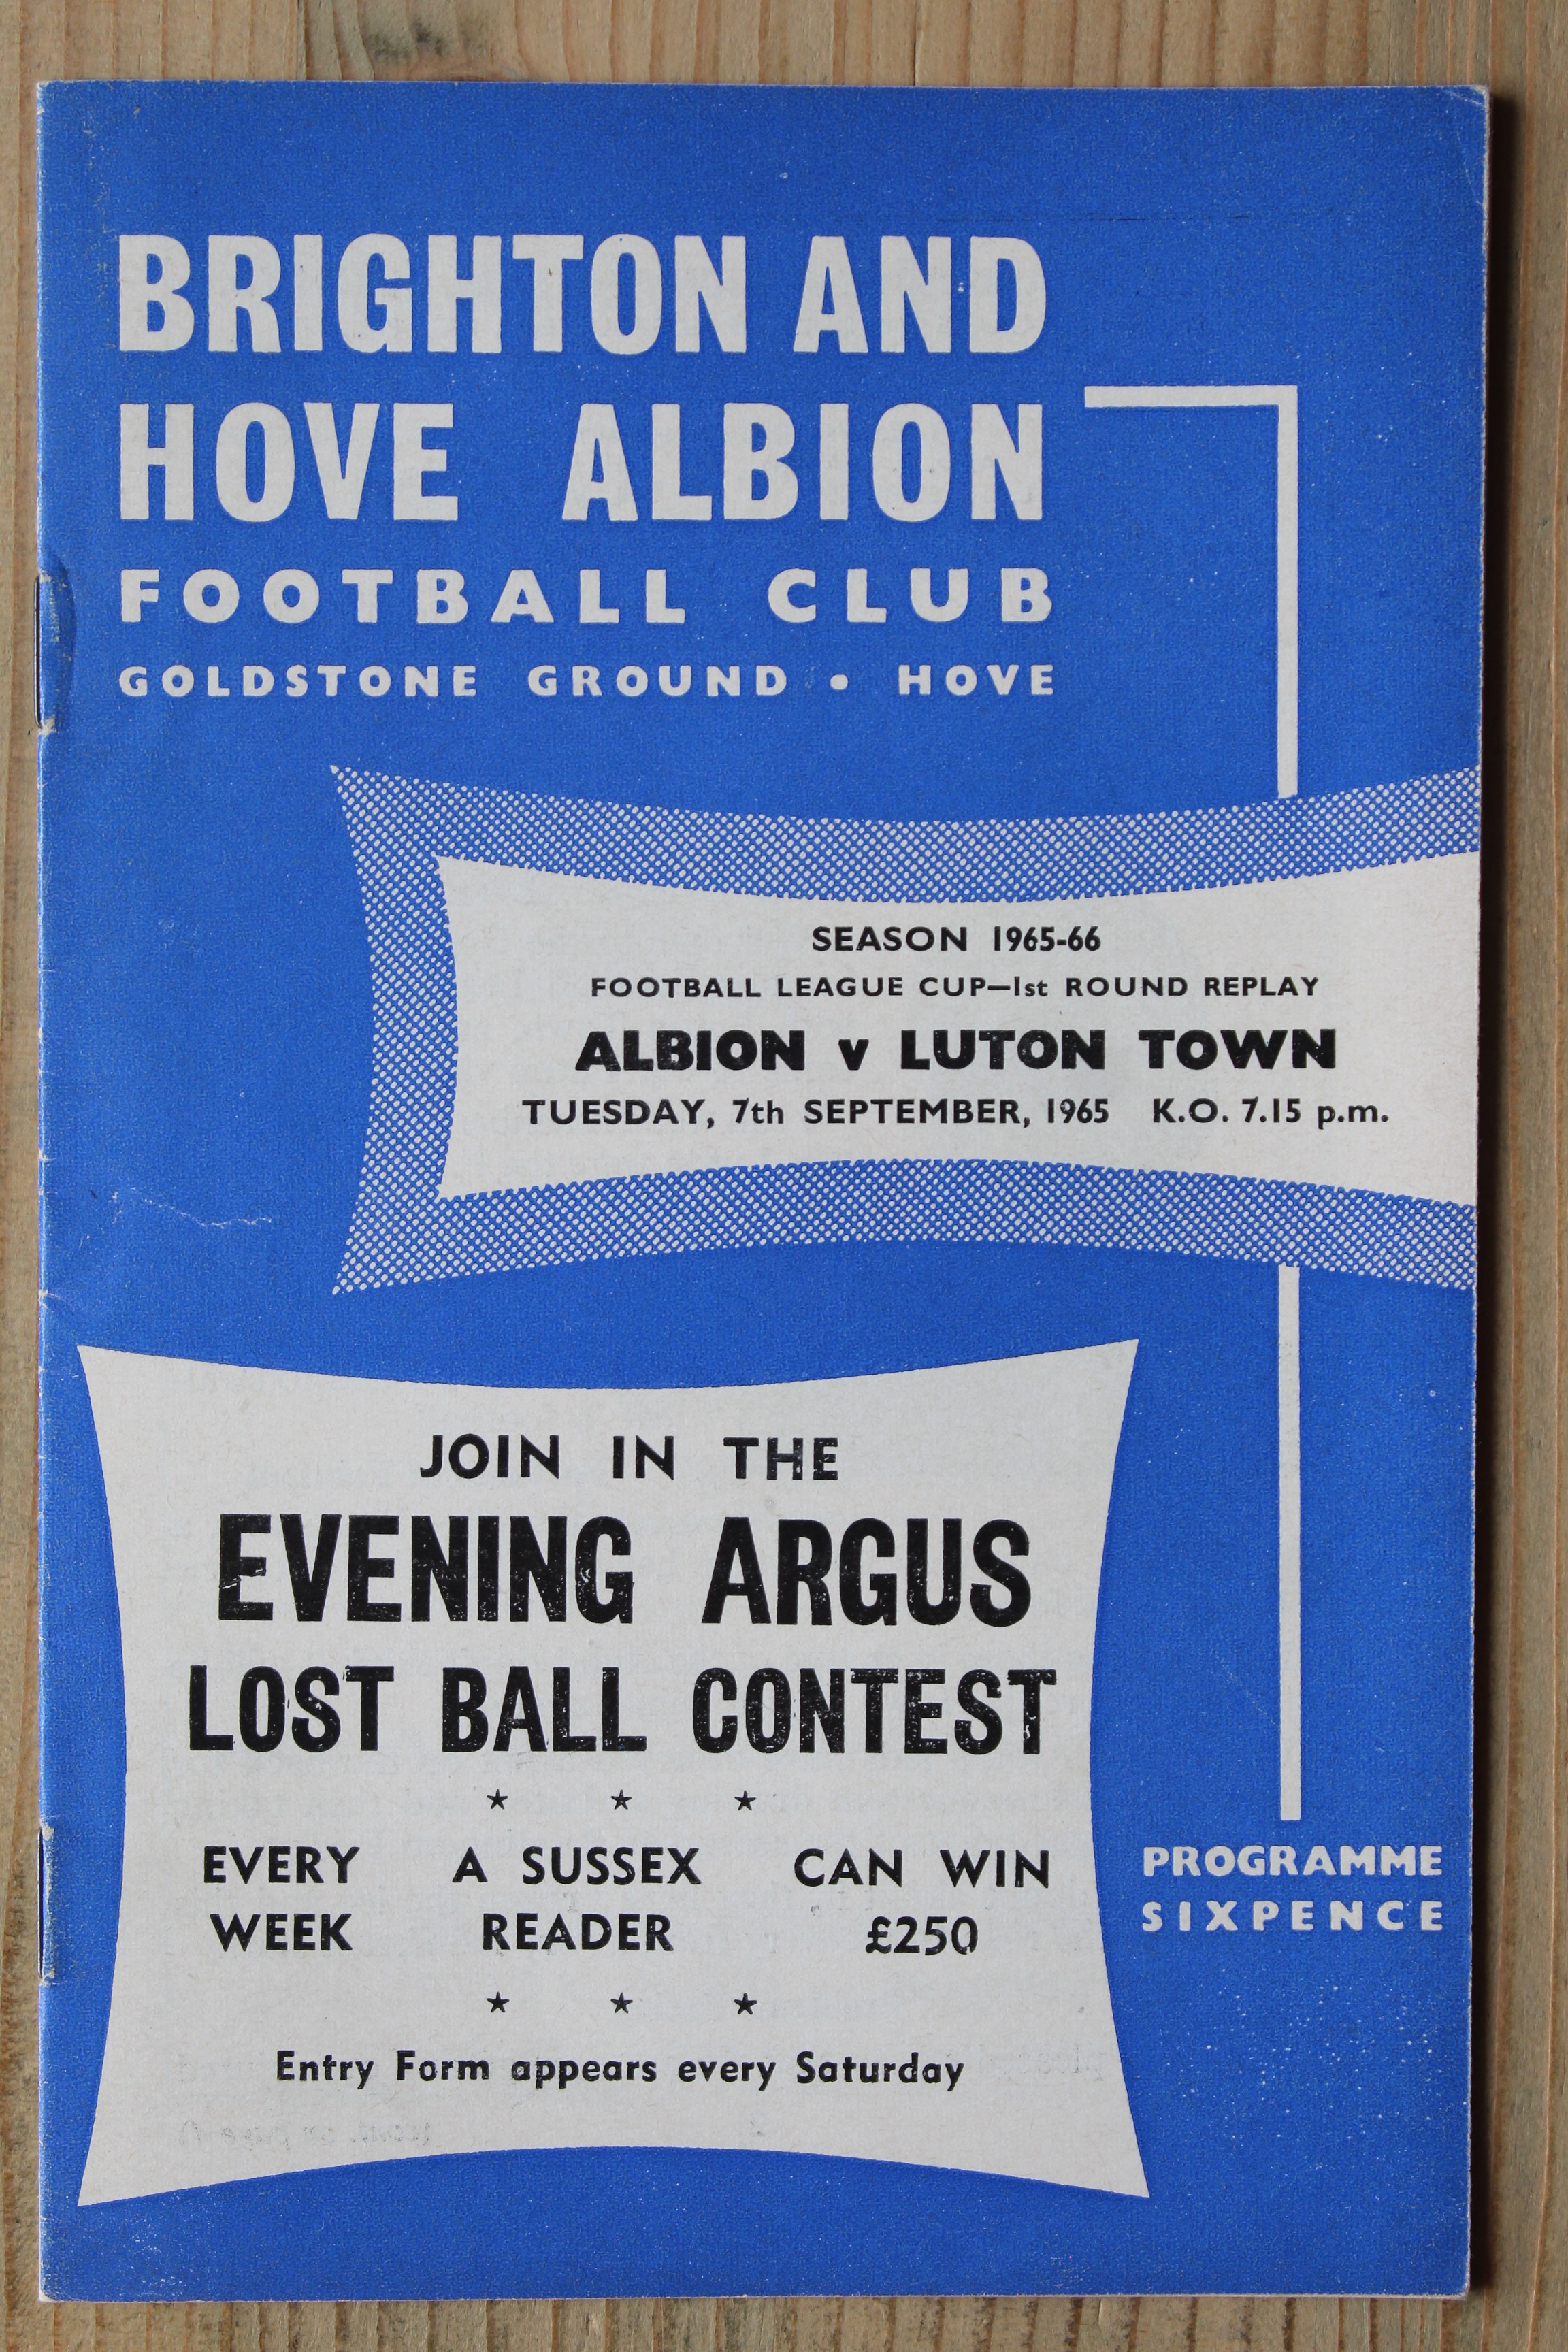 BRIGHTON AND
HOVE ALBION
FOOTBALL CLUB
GOLDSTONE GROUND • HOVE
SEASON 1965-66
FOOTBALL LEAGUE CUP—1st ROUND REPLAY
ALBION v LUTON TOWN
TUESDAY, 7th SEPTEMBER, 1965 K.O. 7.15 p.m.
JOIN IN THE
EVENING ARGUS
LOST BALL CONTEST
★ ★ ★
EVERY A SUSSEX CAN WIN
WEEK READER £250
★ ★ ★
Entry Form appears every Saturday
PROGRAMME
SIXPENCE